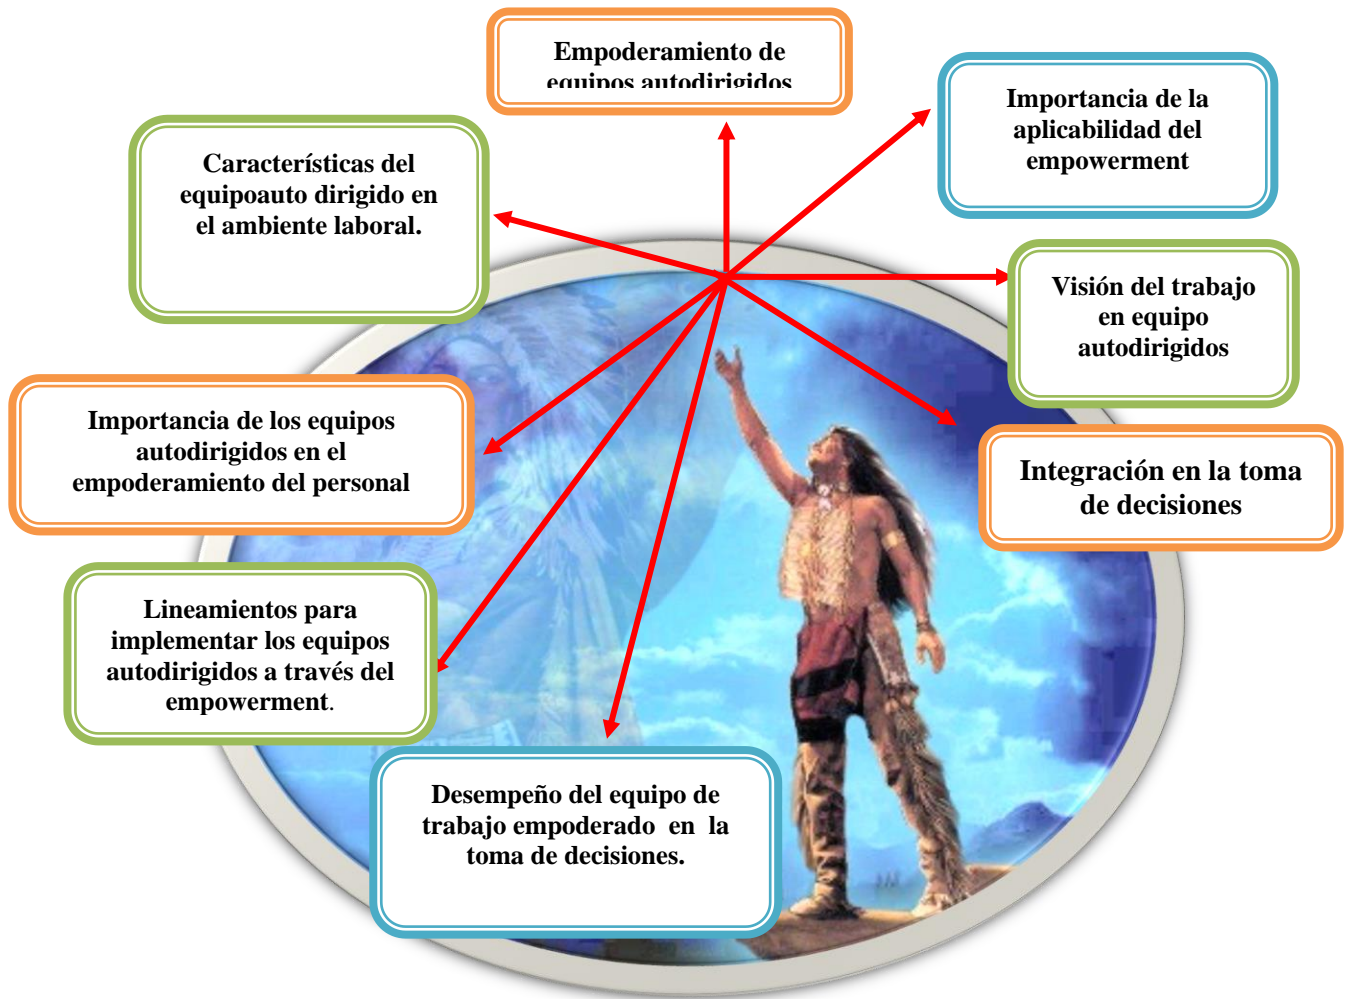 Empoderamiento de
equipos autodirigidos
Importancia de la
aplicabilidad del
empowerment
Características del
equipoauto dirigido en
el ambiente laboral.
Visión del trabajo
en equipo
autodirigidos
Importancia de los equipos
autodirigidos en el
empoderamiento del personal
Integración en la toma
de decisiones
Lineamientos para
implementar los equipos
autodirigidos a través del
empowerment.
Desempeño del equipo de
trabajo empoderado en la
toma de decisiones.